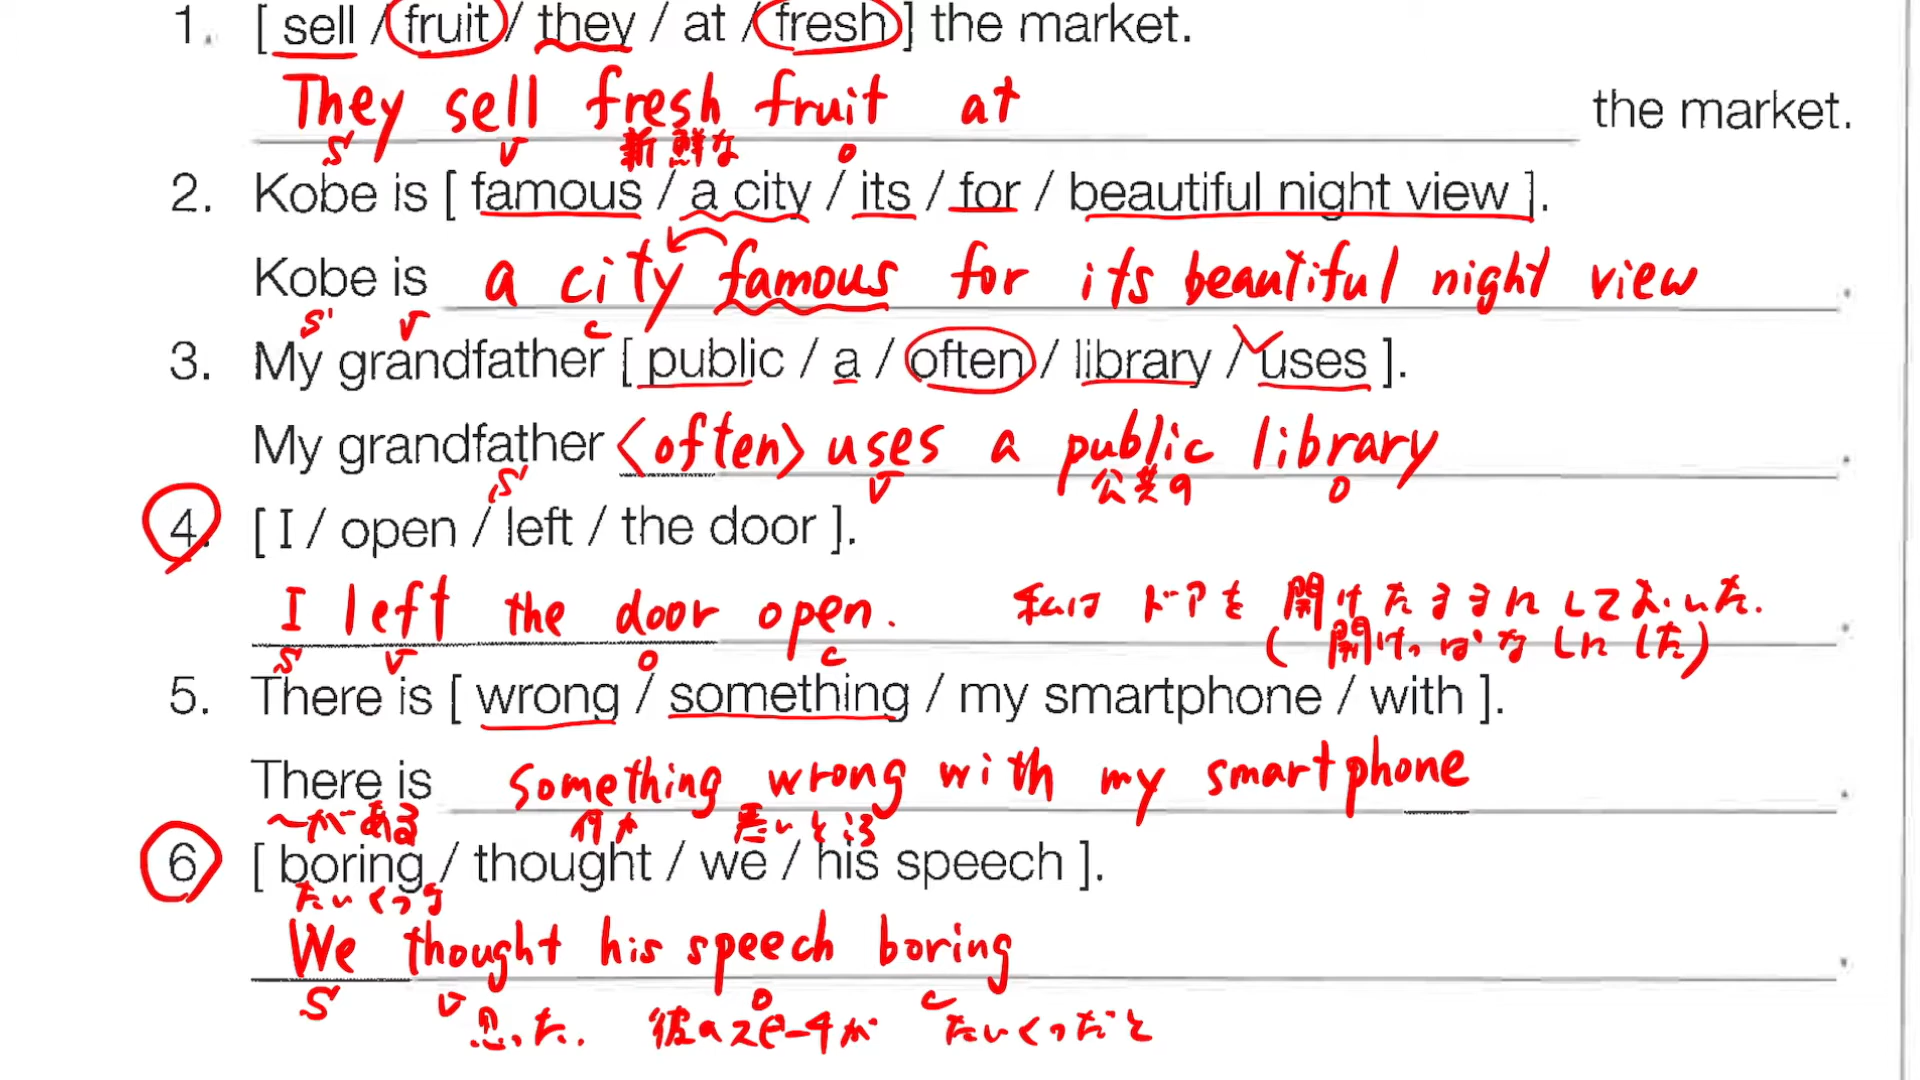 1. [ sell / fruit / they / at / fresh ] the market.
They sell fresh fruit at the market.
S V 新鮮な O
2. Kobe is [ famous / a city / its / for / beautiful night view ].
Kobe is a city famous for its beautiful night view.
S V C
3. My grandfather [ public / a / often / library / uses ].
My grandfather 〈often〉 uses a public library.
S V 公共の O
4. [ I / open / left / the door ].
I left the door open. 私は ドアを 開けたままにしておいた.
S V O C ( 開けっぱなしにした)
5. There is [ wrong / something / my smartphone / with ].
There is something wrong with my smartphone.
〜がある 何か 悪いところ
6 [ boring / thought / we / his speech ].
たいくつな
We thought his speech boring.
S V O C
思った. 彼のスピーチが たいくつだと